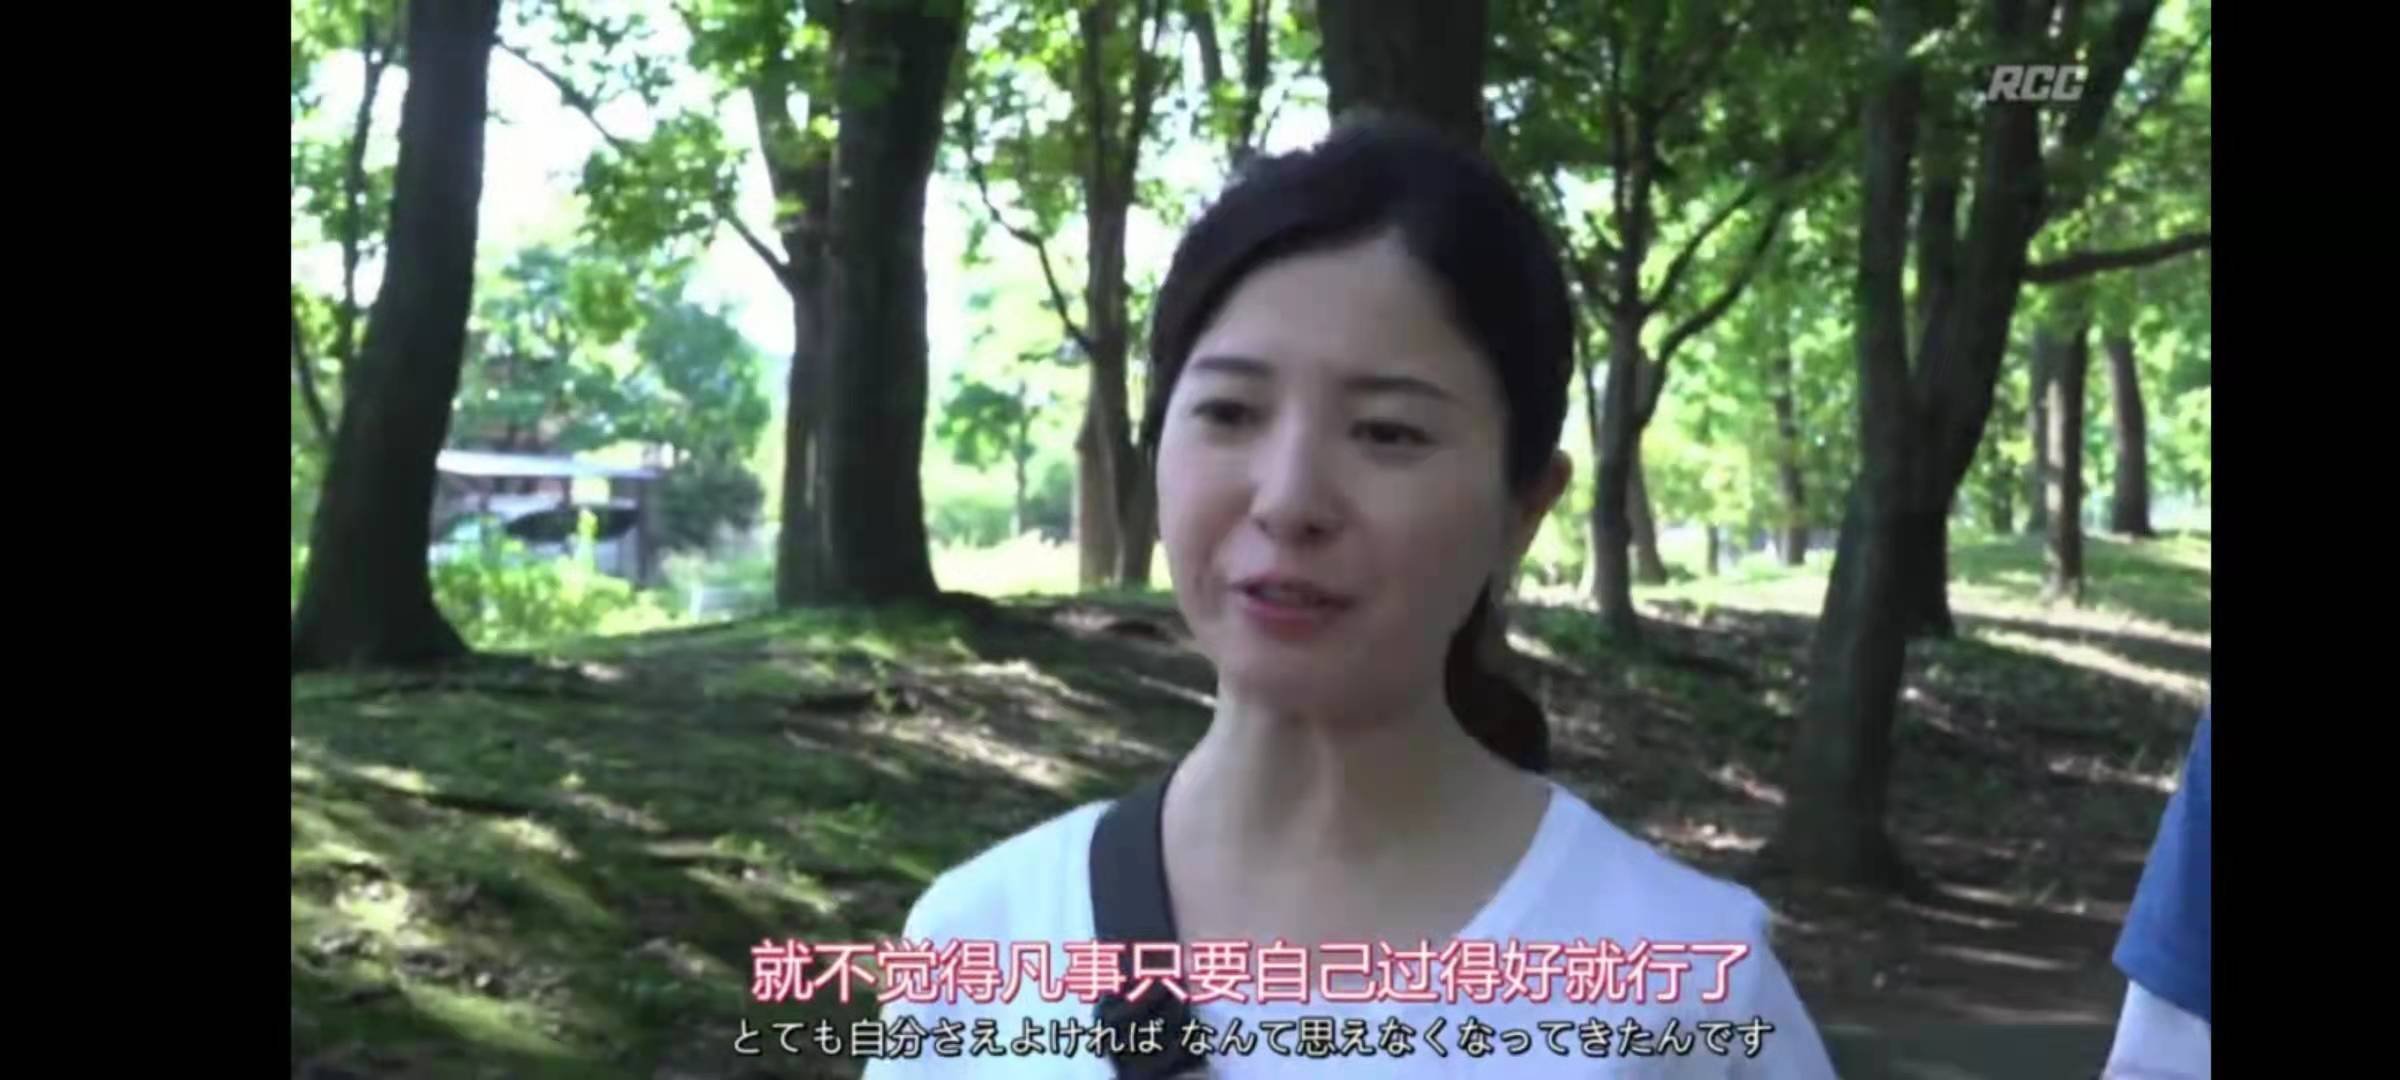 RCC
就不觉得凡事只要自己过得好就行了
とても自分さえよければ なんて思えなくなってきたんです